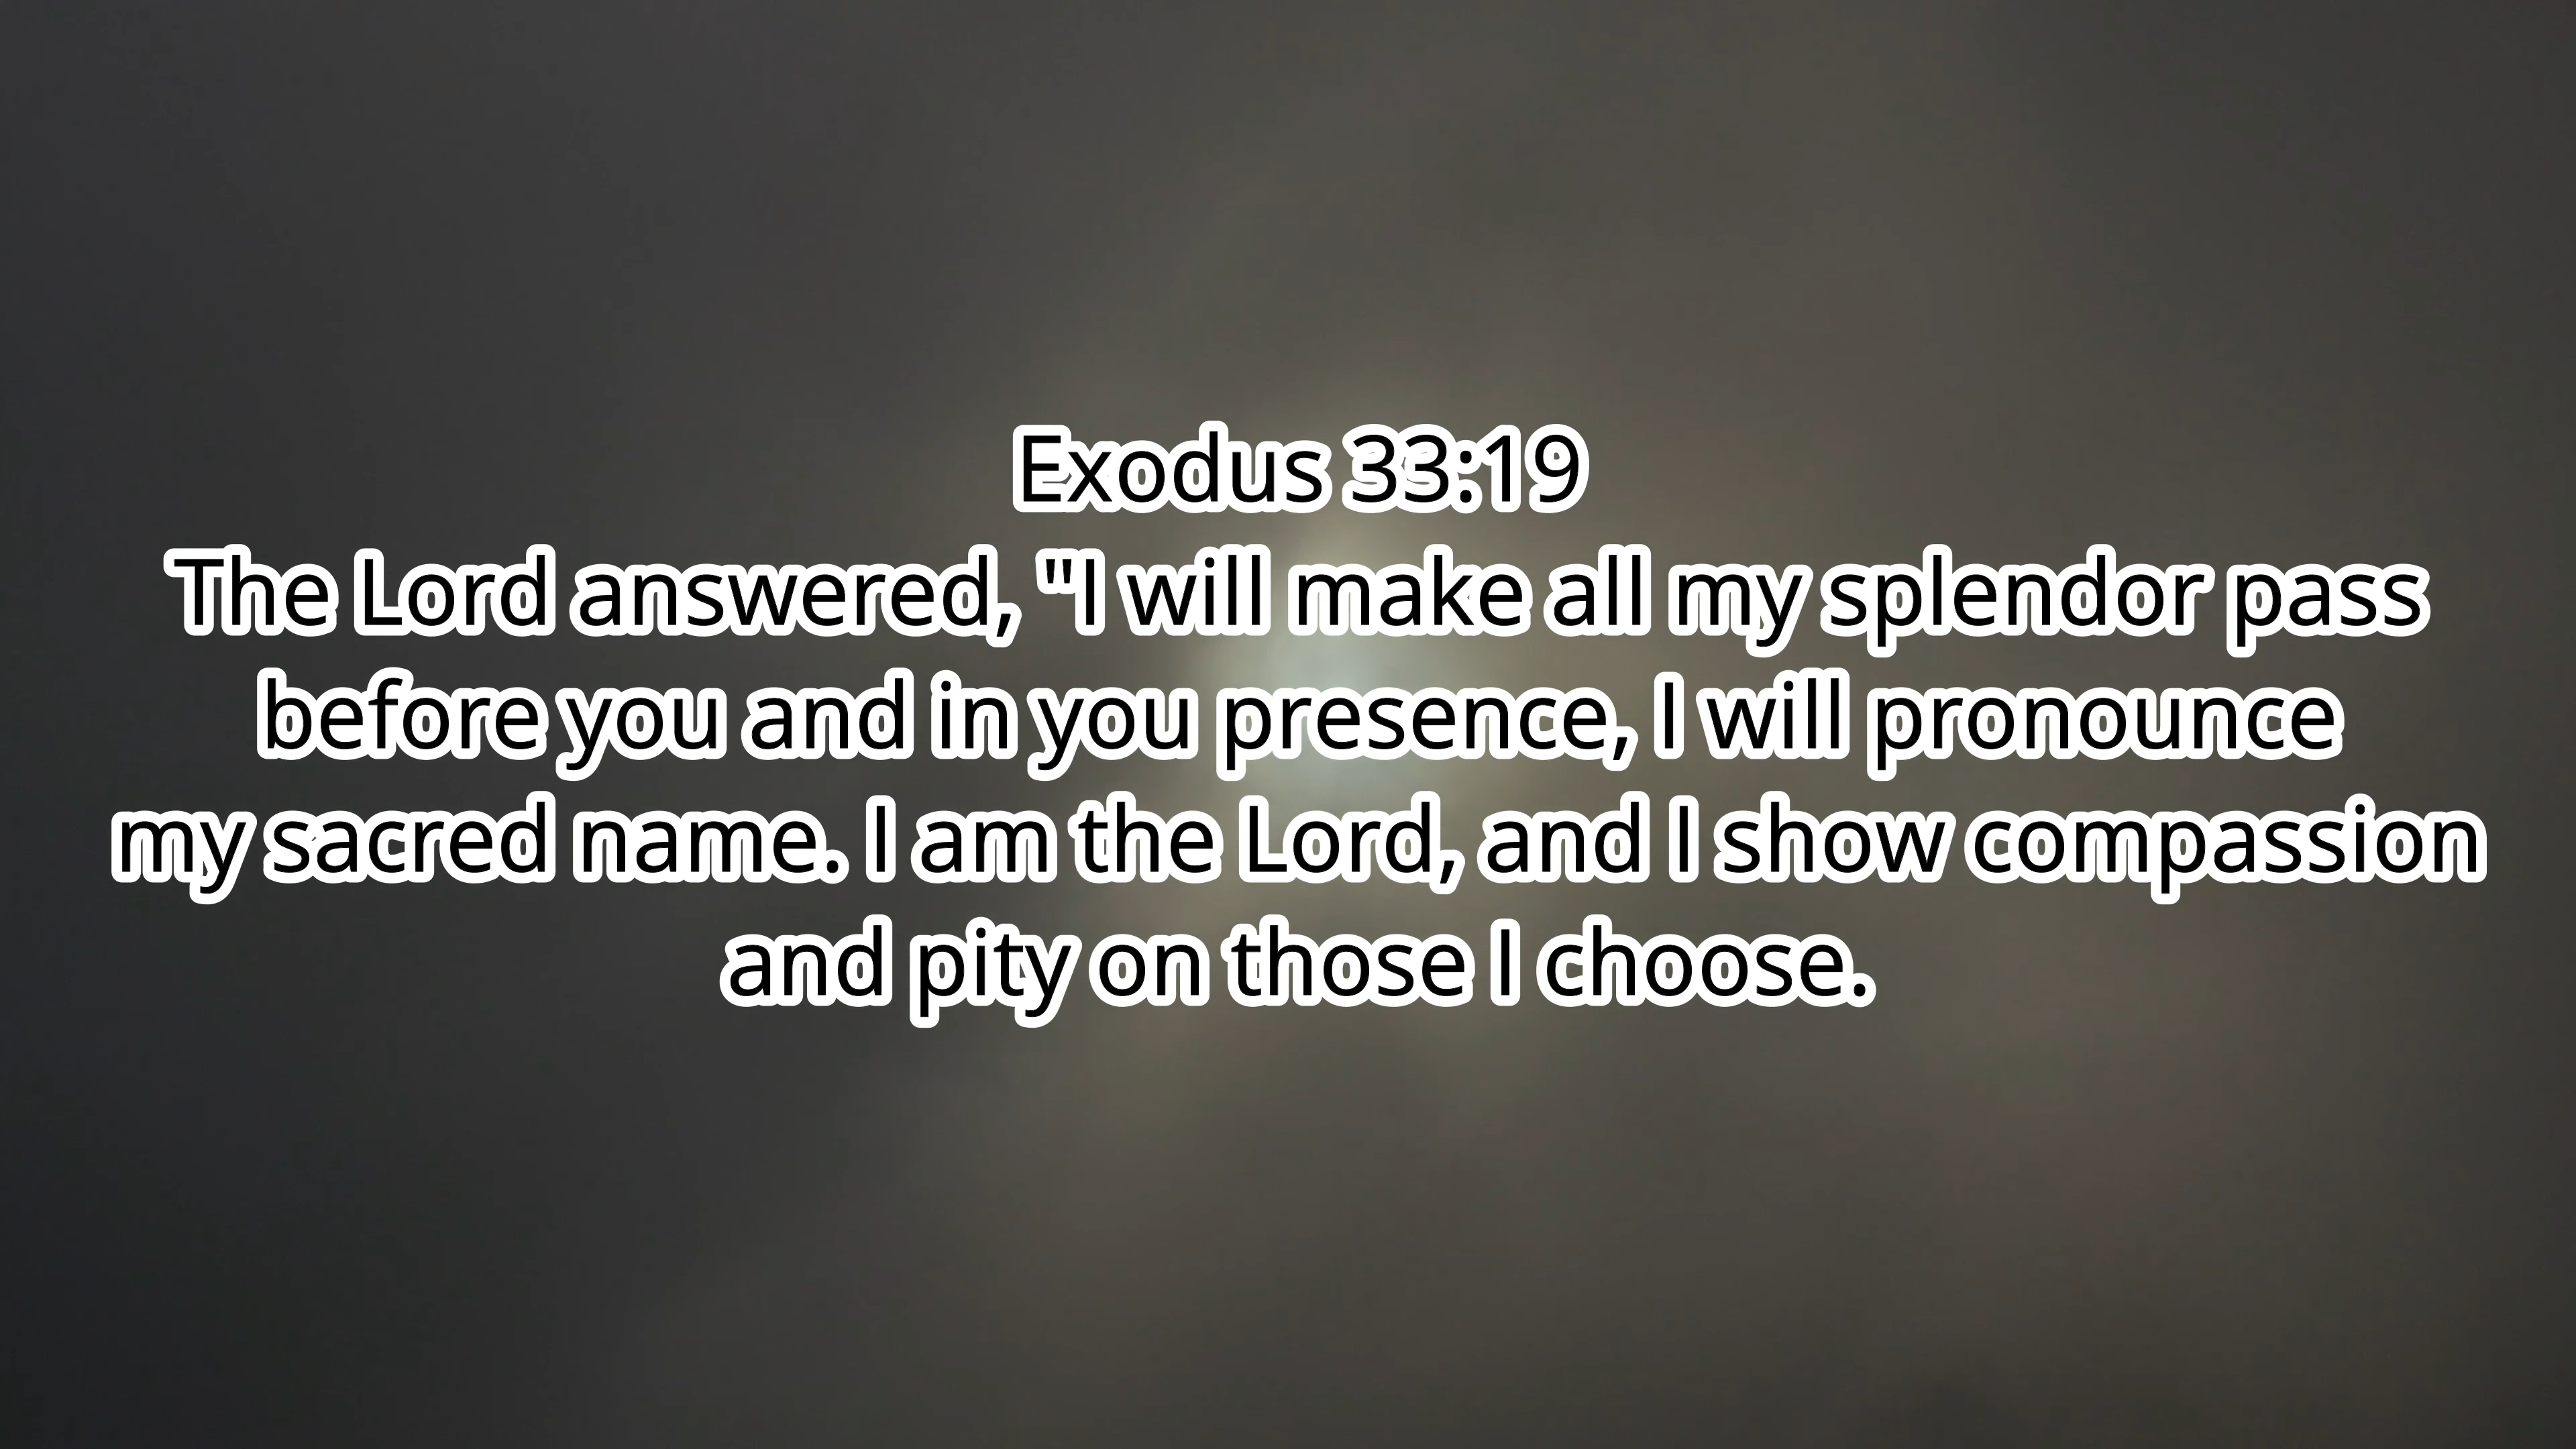 Exodus 33:19
The Lord answered, "I will make all my splendor pass
before you and in you presence, I will pronounce
my sacred name. I am the Lord, and I show compassion
and pity on those I choose.